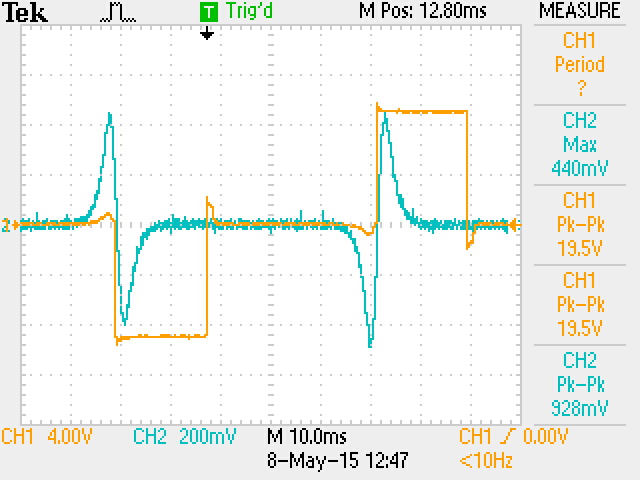 Tek T Trig'd M Pos: 12.80ms MEASURE
CH1
Period
?
CH2
Max
440mV
CH1
Pk-Pk
19.5V
CH1
Pk-Pk
19.5V
CH2
Pk-Pk
928mV
CH1 4.00V CH2 200mV M 10.0ms CH1 0.00V
8-May-15 12:47 <10Hz